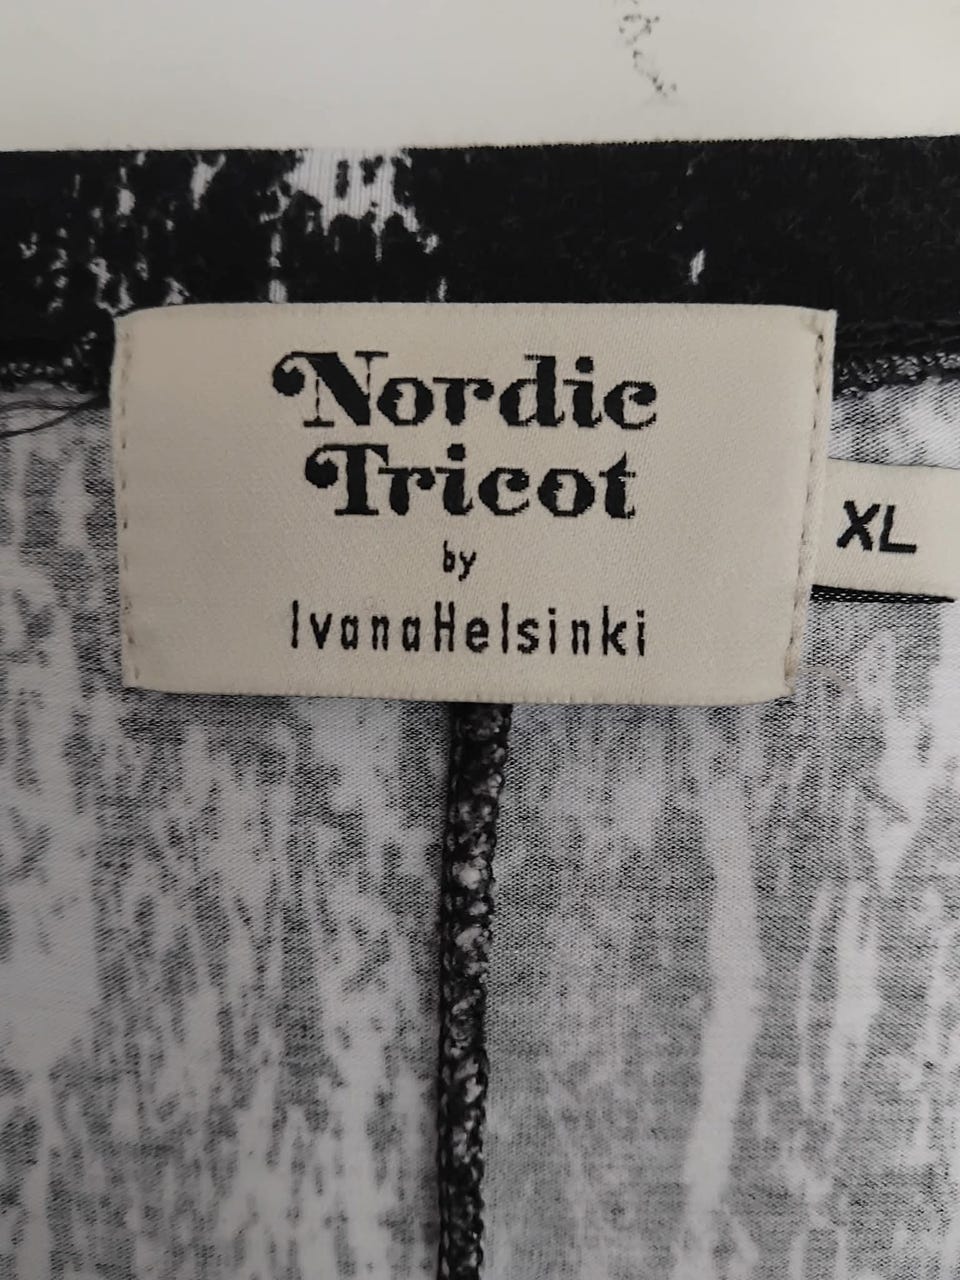 Nordic
Tricot
by
IvanaHelsinki
XL